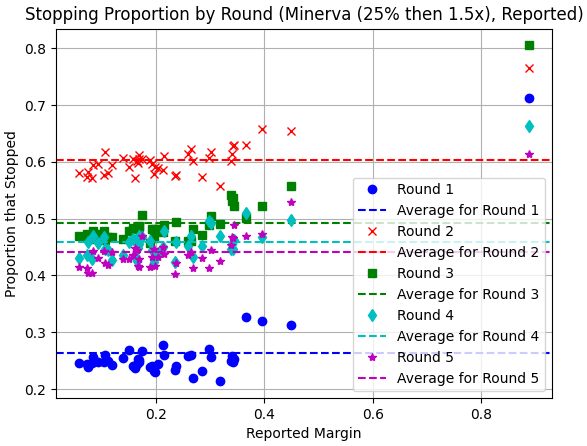 Stopping Proportion by Round (Minerva (25% then 1.5x), Reported)
Proportion that Stopped
0.8
0.7
0.6
0.5
0.4
0.3
0.2
Round 1
Average for Round 1
Round 2
Average for Round 2
Round 3
Average for Round 3
Round 4
Average for Round 4
Round 5
Average for Round 5
0.2 0.4 0.6 0.8
Reported Margin